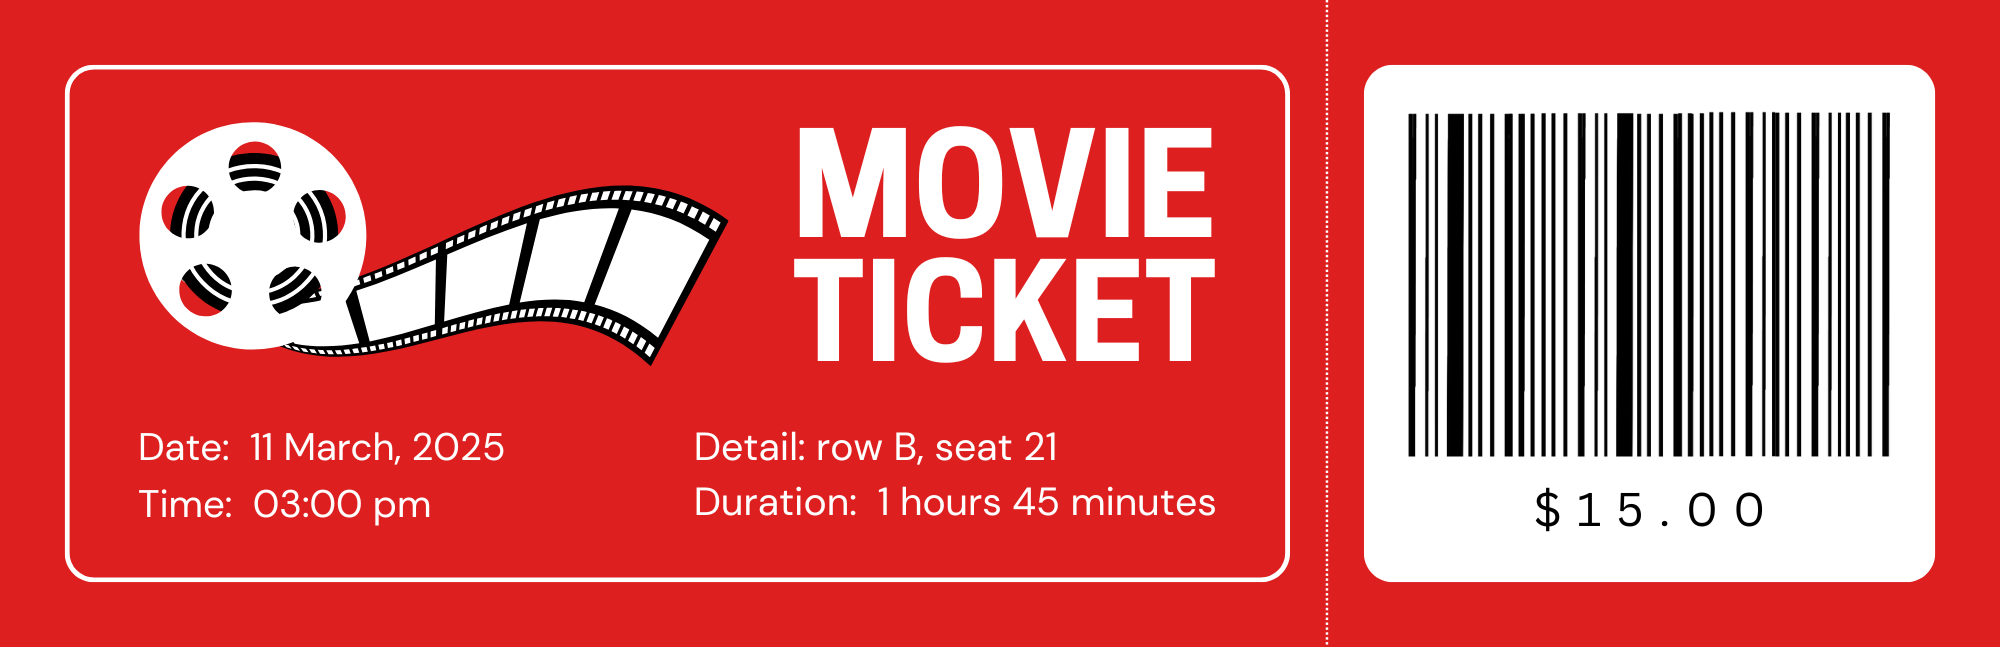 MOVIE
TICKET
Date: 11 March, 2025
Time: 03:00 pm
Detail: row B, seat 21
Duration: 1 hours 45 minutes
$15.00